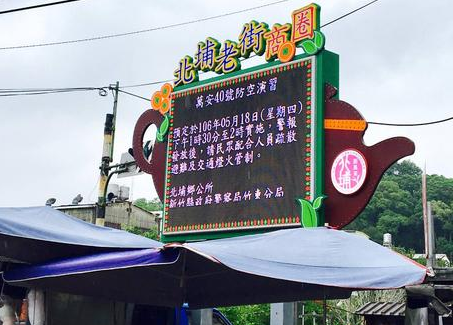 北埔老街商圈
萬安40號防空演習
預定於106年05月18日(星期四)
下午1時30分至2時實施，警報
發放後，請民眾配合人員疏散
避難及交通燈火管制。
北埔鄉公所
新竹縣政府警察局竹東分局